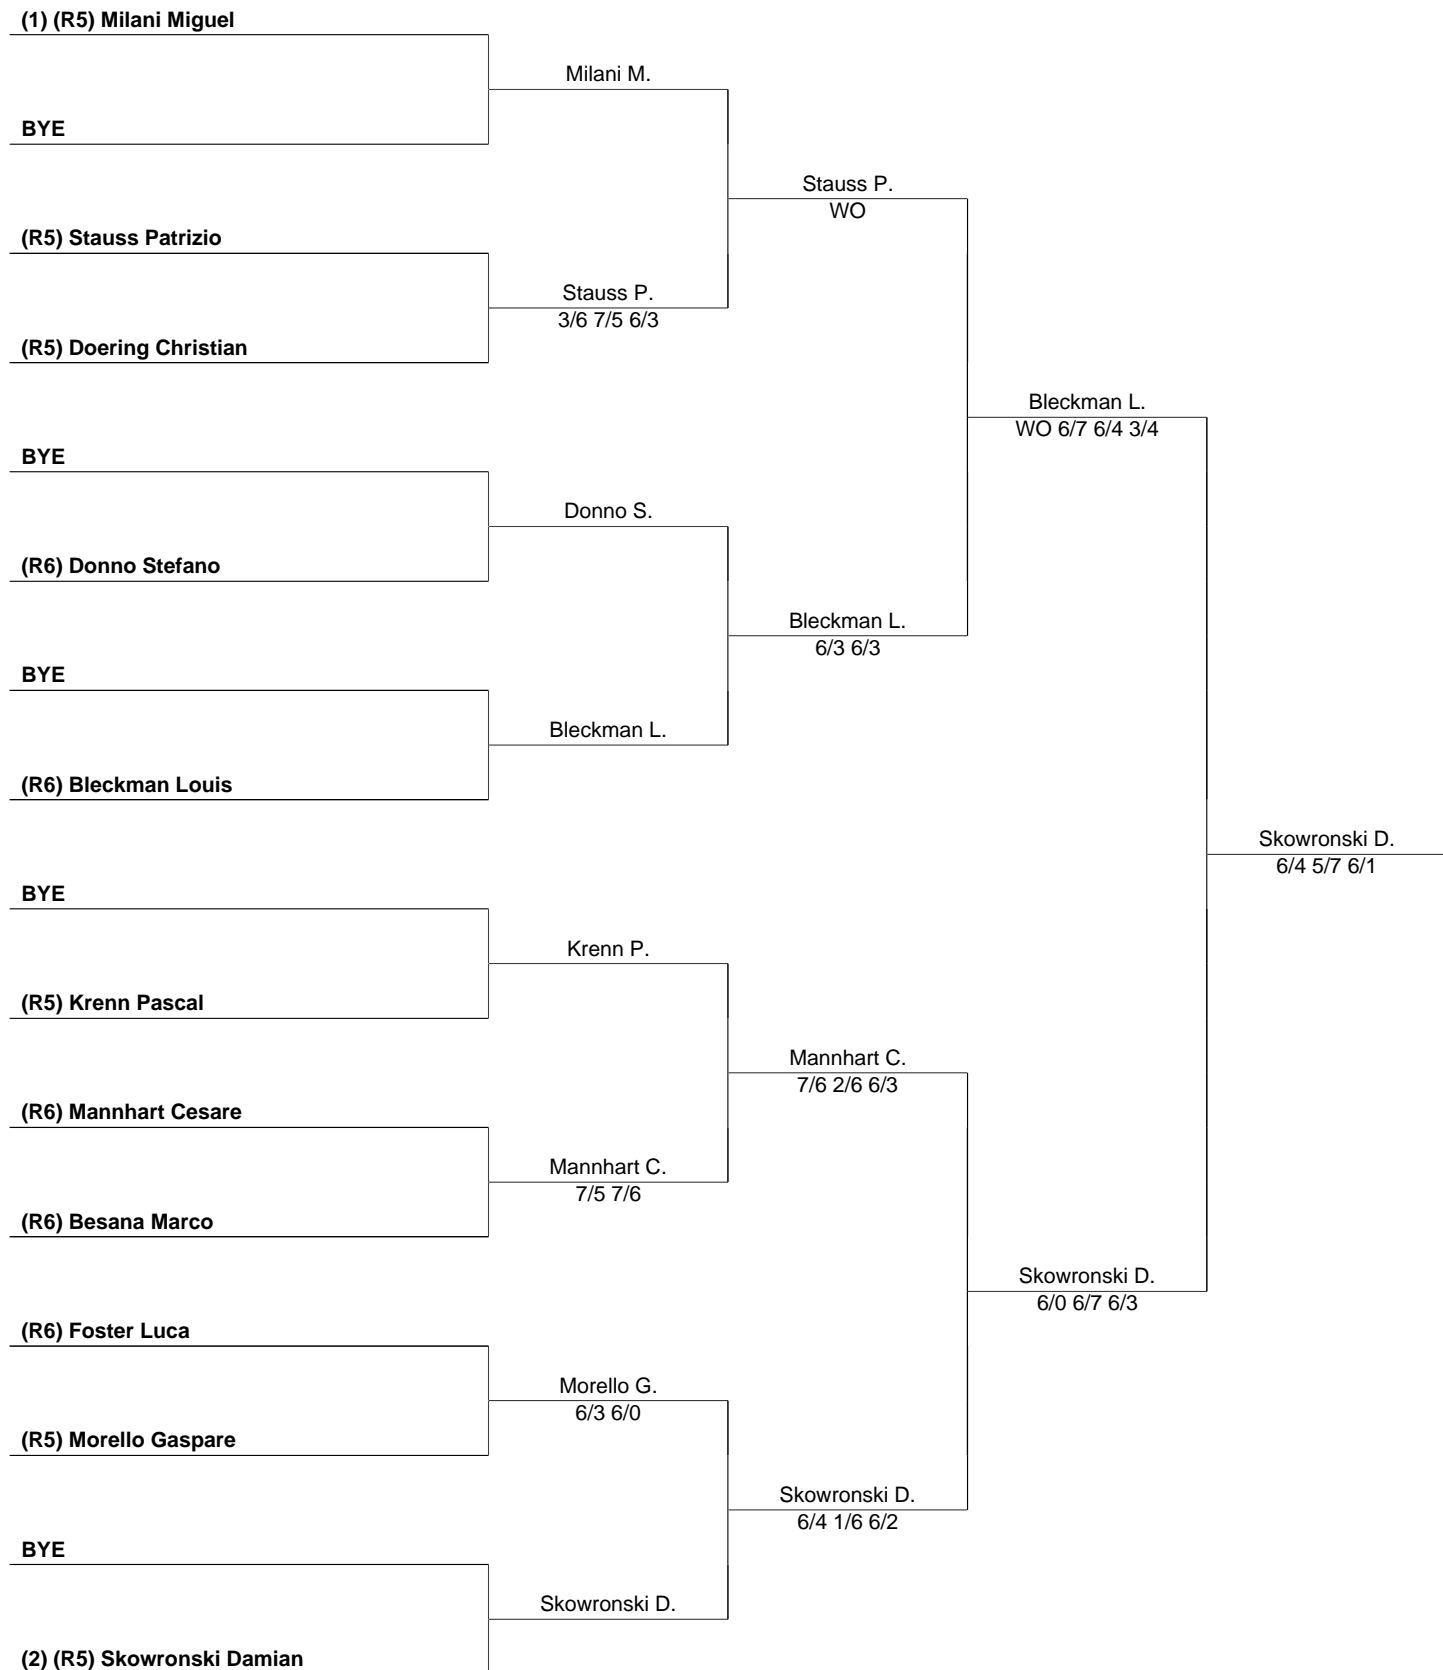 (1) (R5) Milani Miguel
Milani M.
BYE
Stauss P.
WO
(R5) Stauss Patrizio
Stauss P.
3/6 7/5 6/3
(R5) Doering Christian
Bleckman L.
WO 6/7 6/4 3/4
BYE
Donno S.
(R6) Donno Stefano
Bleckman L.
6/3 6/3
BYE
Bleckman L.
(R6) Bleckman Louis
Skowronski D.
6/4 5/7 6/1
BYE
Krenn P.
(R5) Krenn Pascal
Mannhart C.
7/6 2/6 6/3
(R6) Mannhart Cesare
Mannhart C.
7/5 7/6
(R6) Besana Marco
Skowronski D.
6/0 6/7 6/3
(R6) Foster Luca
Morello G.
6/3 6/0
(R5) Morello Gaspare
Skowronski D.
6/4 1/6 6/2
BYE
Skowronski D.
(2) (R5) Skowronski Damian